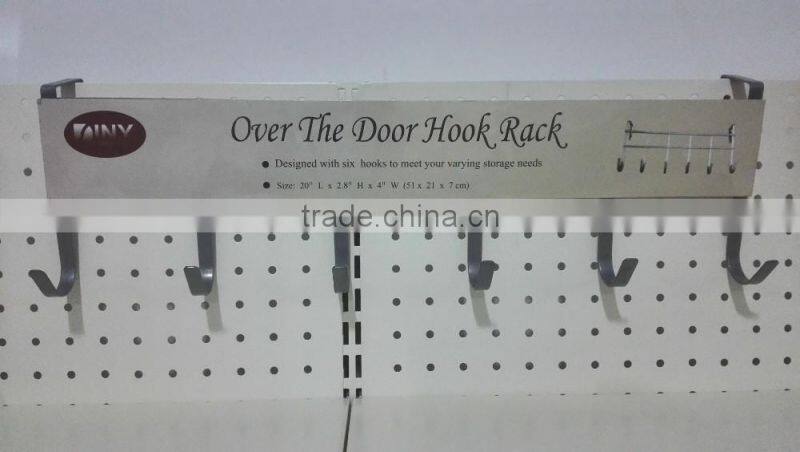 Over The Door Hook Rack
● Designed with six hooks to meet your varying storage needs
● Size: 20" L x 2.8" H x 4" W (51 x 21 x 7 cm)
trade.china.cn